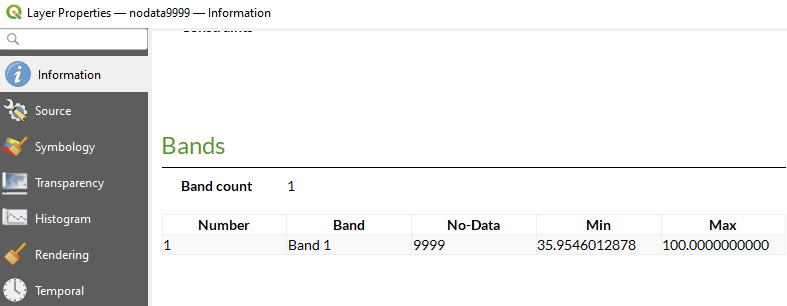 Layer Properties — nodata9999 — Information
Information
Source
Symbology
Transparency
Histogram
Rendering
Temporal
Bands
Band count 1
Number Band No-Data Min Max
1 Band 1 9999 35.9546012878 100.0000000000